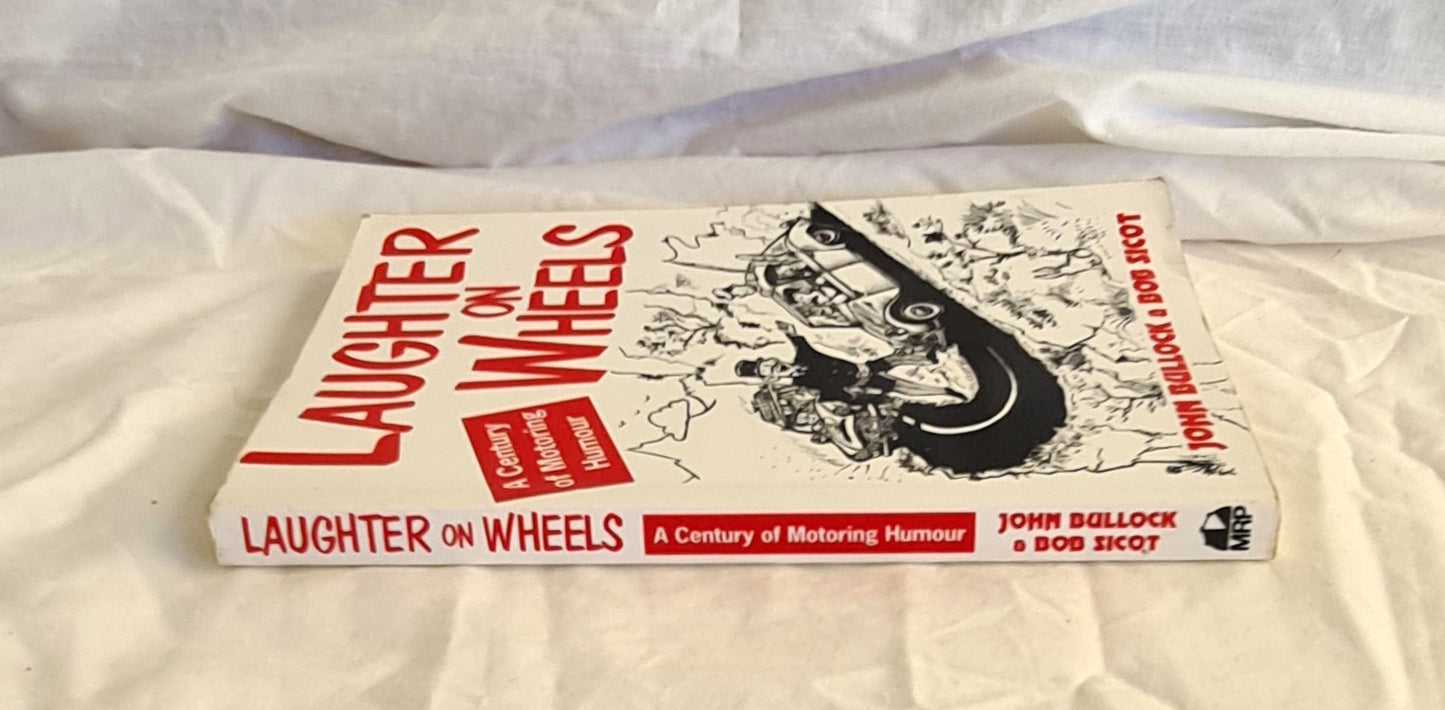 LAUGHTER
ON
WHEELS
A Century
of Motoring
Humour
JOHN BULLOCK & BOB SICOT
LAUGHTER ON WHEELS
A Century of Motoring Humour
JOHN BULLOCK
& BOB SICOT
MRP